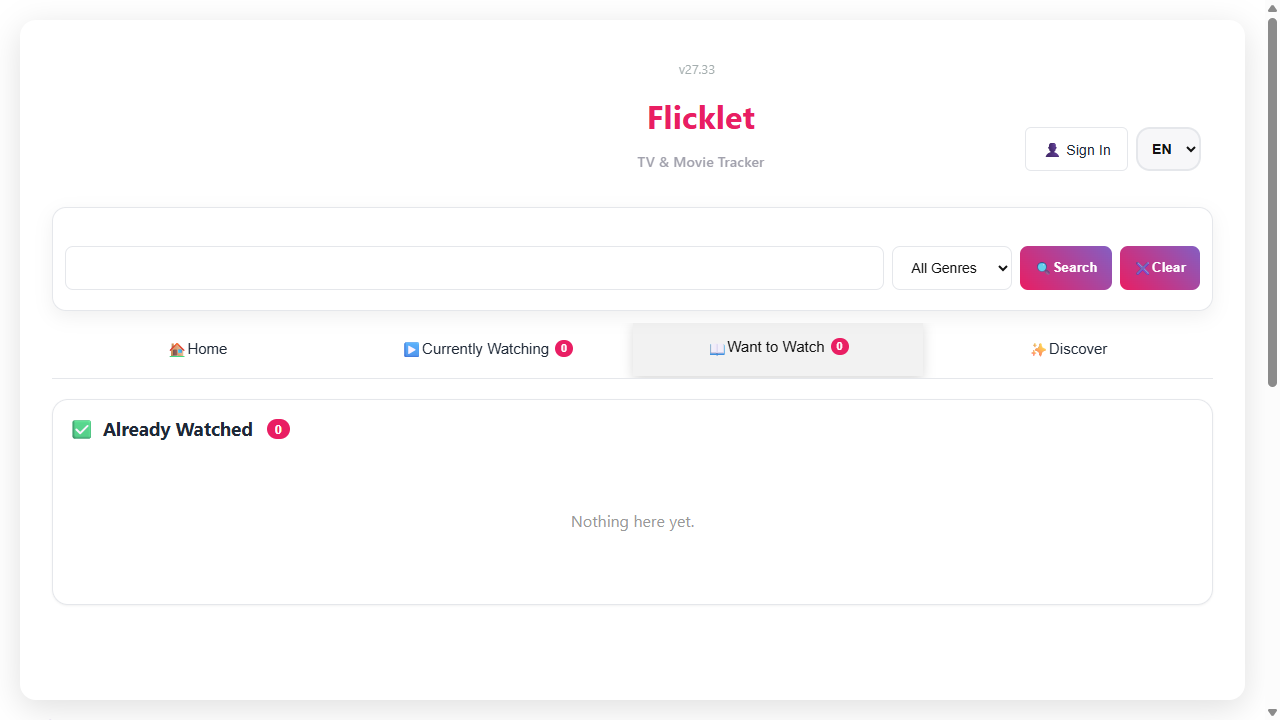 v27.33
Flicklet
TV & Movie Tracker
Sign In
EN
All Genres
Search
Clear
Home
Currently Watching 0
Want to Watch 0
Discover
Already Watched 0
Nothing here yet.